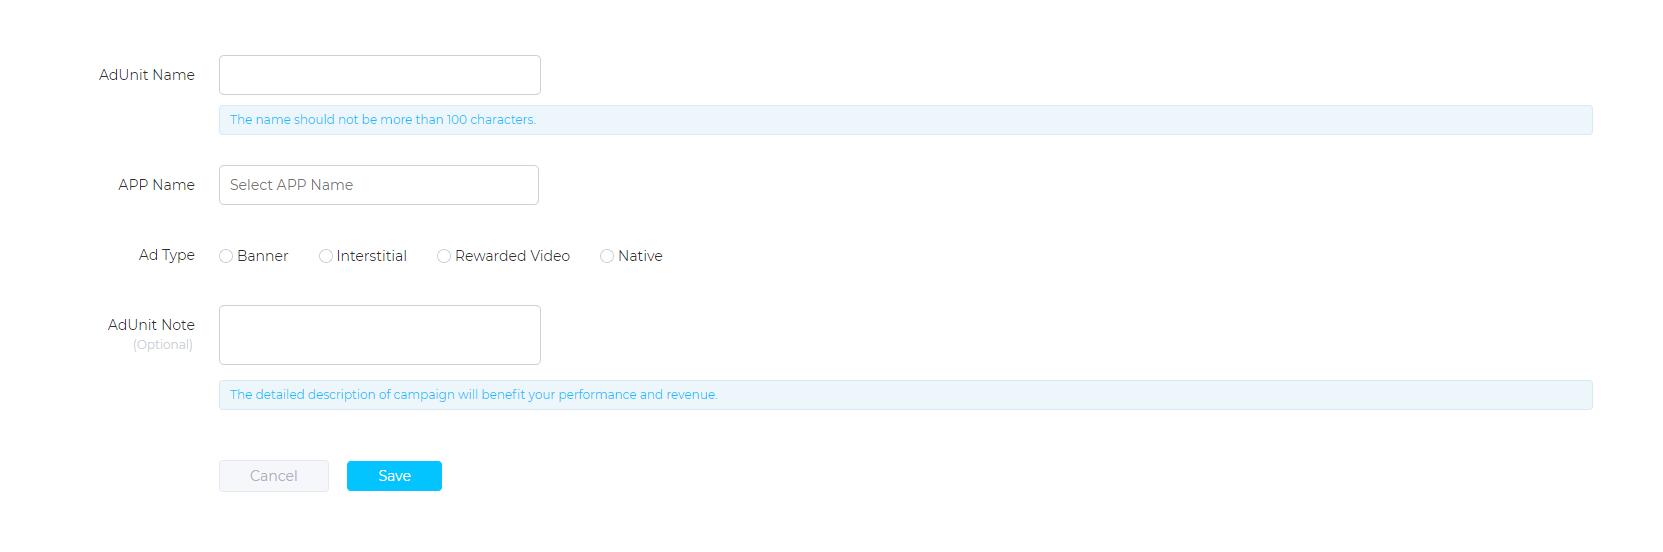 AdUnit Name
The name should not be more than 100 characters.
APP Name
Select APP Name
Ad Type Banner Interstitial Rewarded Video Native
AdUnit Note
(Optional)
The detailed description of campaign will benefit your performance and revenue.
Cancel Save